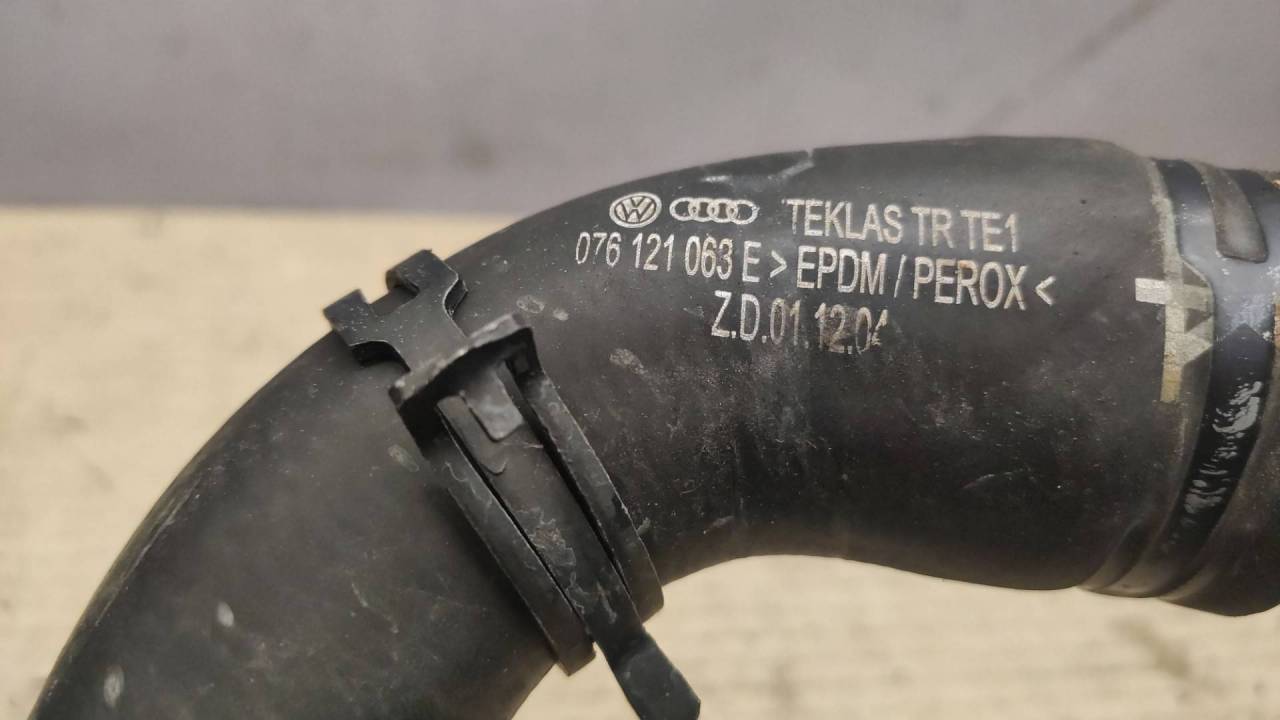 TEKLAS TR TE1
076 121 063 E > EPDM / PEROX <
Z.D.01.12.04